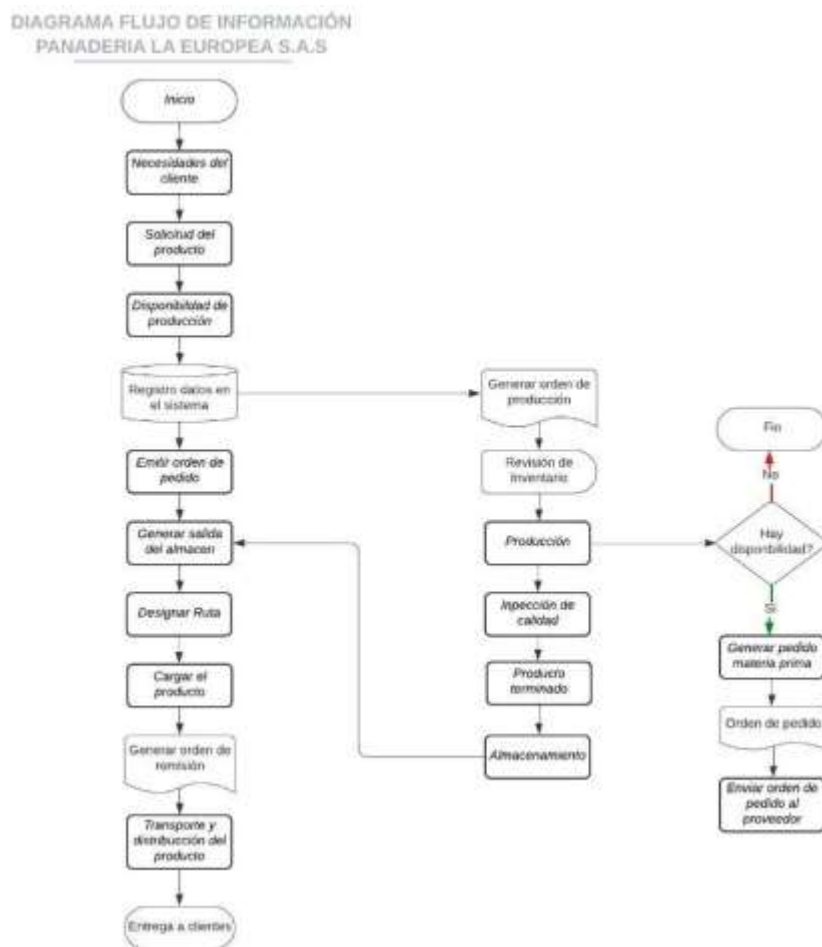 DIAGRAMA FLUJO DE INFORMACIÓN
PANADERIA LA EUROPEA S.A.S
Inicio
Necesidades del
cliente
Solicitud del
producto
Disponibilidad de
producción
Registro datos en
el sistema
Emitir orden de
pedido
Generar salida
del almacen
Designar Ruta
Cargar el
producto
Generar orden de
remisión
Transporte y
distribucción del
producto
Entrega a clientes
Generar orden de
producción
Revisión de
Inventario
Producción
Inpección de
calidad
Producto
terminado
Almacenamiento
Fin
No
Hay
disponbilidad?
Si
Generar pedido
materia prima
Orden de pedido
Enviar orden de
pedido al
proveedor